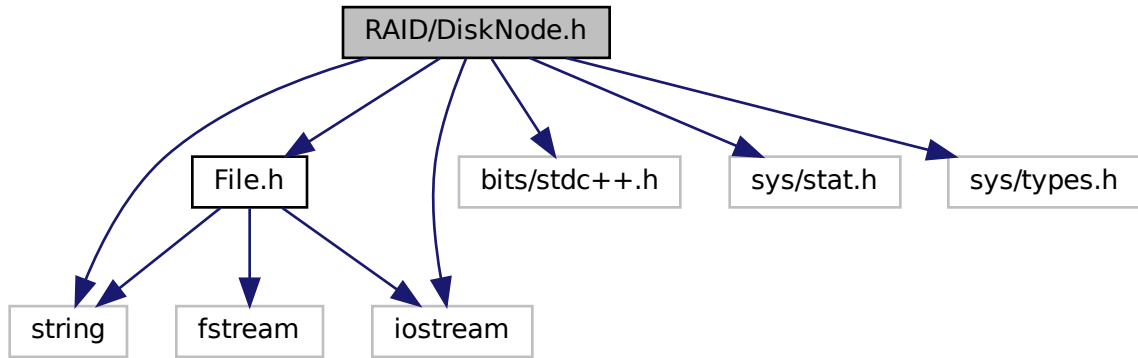 RAID/DiskNode.h
File.h
bits/stdc++.h
sys/stat.h
sys/types.h
string
fstream
iostream